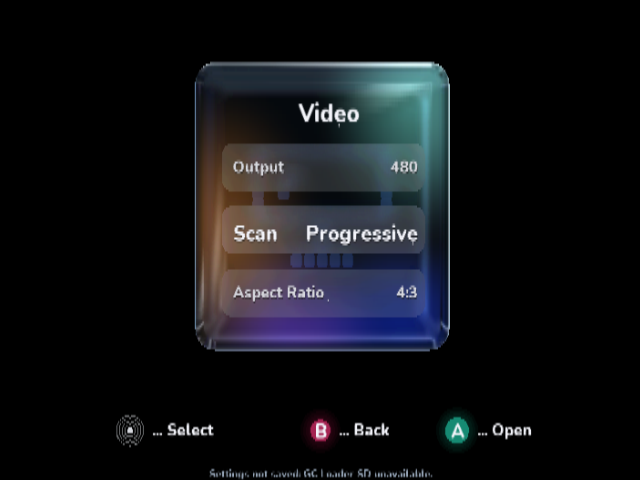 Video
Output 480
Scan Progressive
Aspect Ratio 4:3
... Select B ... Back A ... Open
Settings not saved: GC Loader SD unavailable.